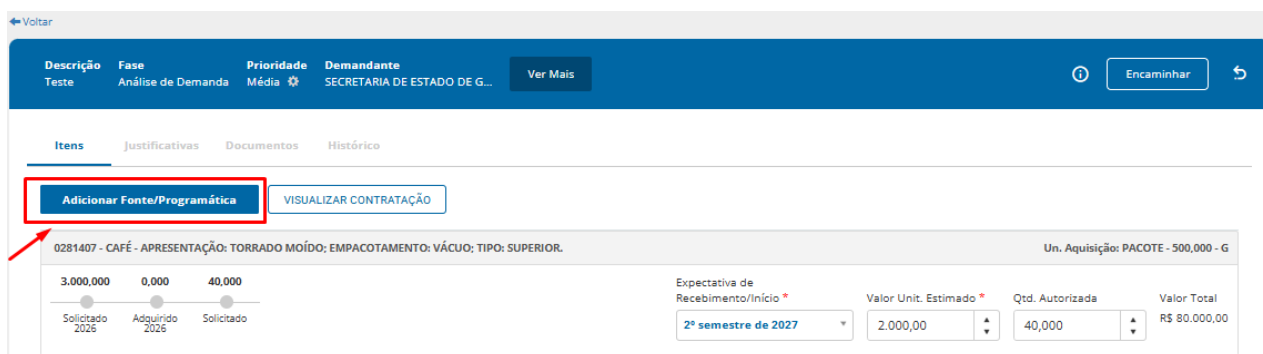 Voltar
Descrição Fase Prioridade Demandante
Teste Análise de Demanda Média SECRETARIA DE ESTADO DE G...
Ver Mais
Encaminhar
Itens Justificativas Documentos Histórico
Adicionar Fonte/Programática VISUALIZAR CONTRATAÇÃO
0281407 - CAFÉ - APRESENTAÇÃO: TORRADO MOÍDO; EMPACOTAMENTO: VÁCUO; TIPO: SUPERIOR. Un. Aquisição: PACOTE - 500,000 - G
3.000,000 0,000 40,000
Solicitado 2026 Adquirido 2026 Solicitado
Expectativa de
Recebimento/Início * Valor Unit. Estimado * Qtd. Autorizada Valor Total
2º semestre de 2027 2.000,00 40,000 R$ 80.000,00